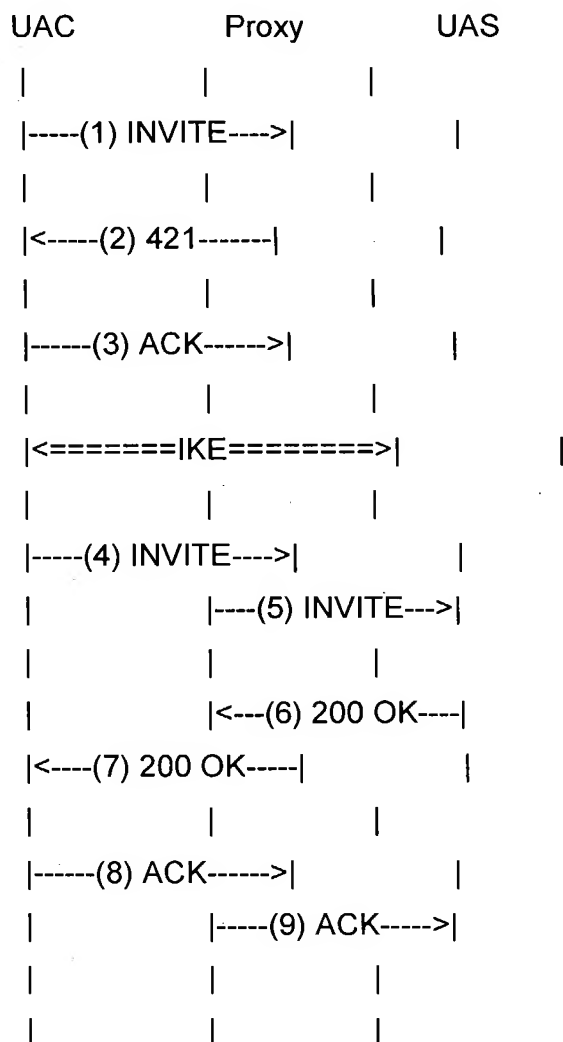 UAC Proxy UAS
| | |
|-----(1) INVITE---->| |
| | |
|<-----(2) 421-------| |
| | |
|------(3) ACK------>| |
| | |
|<=======IKE========>| |
| | |
|-----(4) INVITE---->| |
| |----(5) INVITE--->|
| | |
| |<---(6) 200 OK----|
|<----(7) 200 OK-----| |
| | |
|------(8) ACK------>| |
| |-----(9) ACK----->|
| | |
| | |